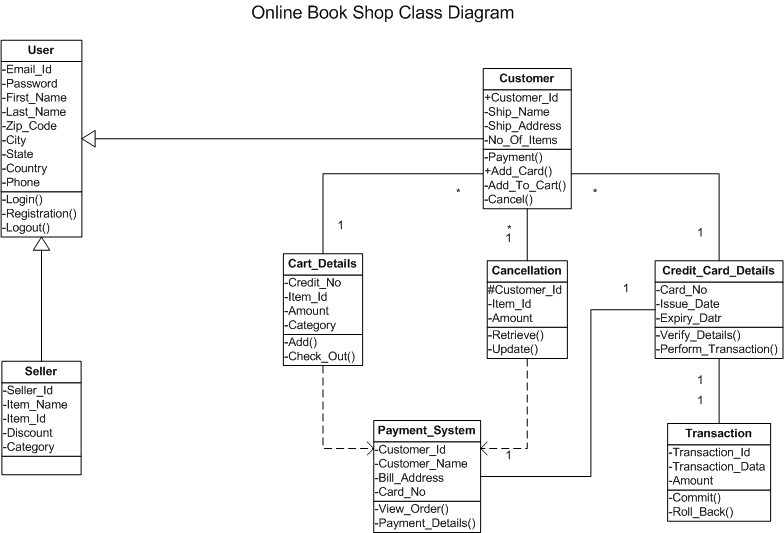 Online Book Shop Class Diagram
User
-Email_Id
-Password
-First_Name
-Last_Name
-Zip_Code
-City
-State
-Country
-Phone
-Login()
-Registration()
-Logout()
Customer
+Customer_Id
-Ship_Name
-Ship_Address
-No_Of_Items
-Payment()
+Add_Card()
-Add_To_Cart()
-Cancel()
*
1
*
1
*
1
Cart_Details
-Credit_No
-Item_Id
-Amount
-Category
-Add()
-Check_Out()
Cancellation
#Customer_Id
-Item_Id
-Amount
-Retrieve()
-Update()
1
Credit_Card_Details
-Card_No
-Issue_Date
-Expiry_Datr
-Verify_Details()
-Perform_Transaction()
Seller
-Seller_Id
-Item_Name
-Item_Id
-Discount
-Category
Payment_System
-Customer_Id
-Customer_Name
-Bill_Address
-Card_No
-View_Order()
-Payment_Details()
1
1
1
Transaction
-Transaction_Id
-Transaction_Data
-Amount
-Commit()
-Roll_Back()